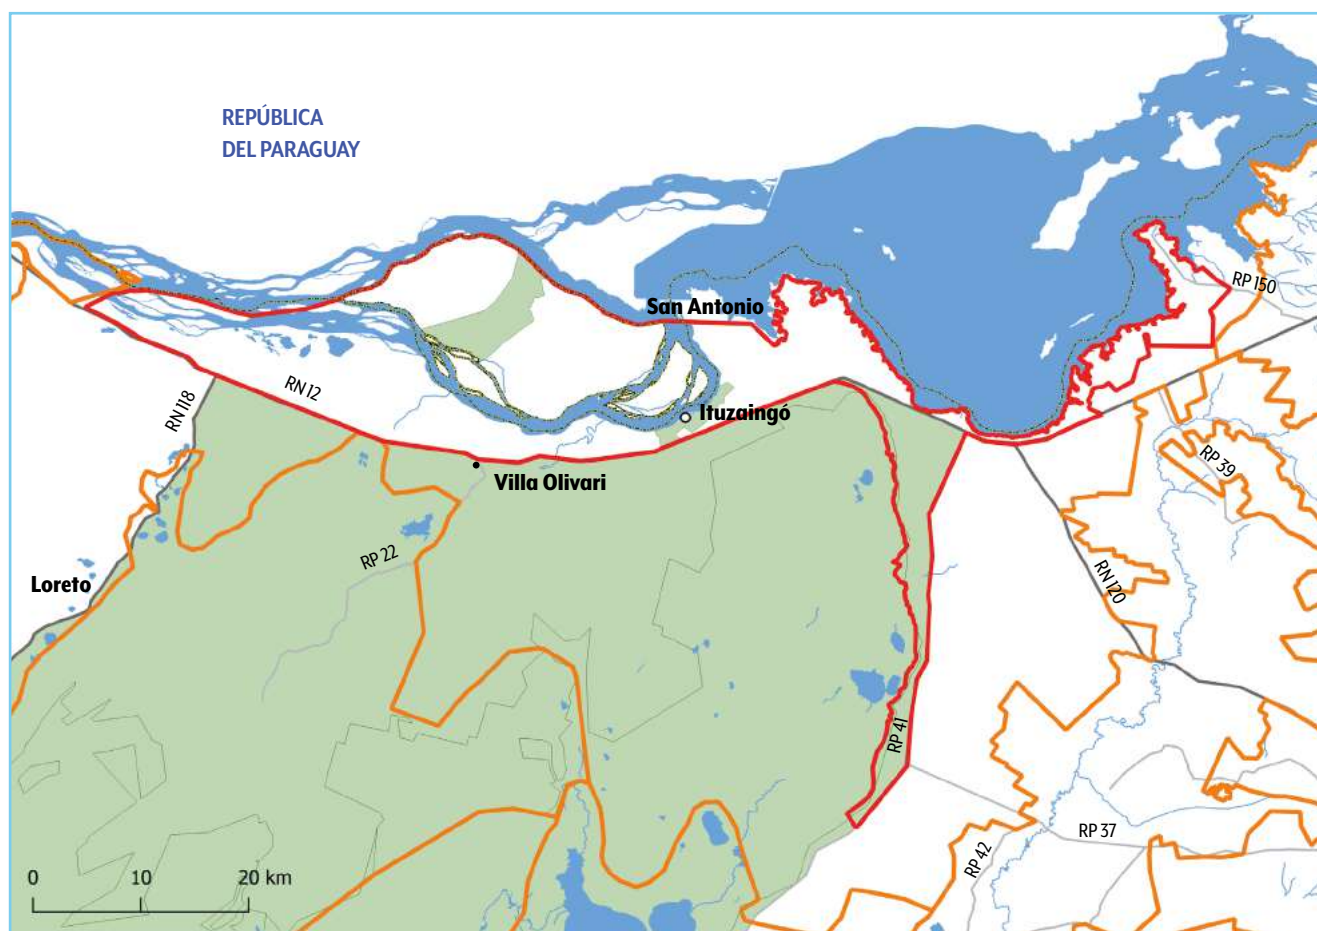 REPÚBLICA
DEL PARAGUAY
RP 150
San Antonio
RN 12
RN 118
Ituzaingó
Villa Olivari
RP 39
RP 22
Loreto
RN 120
RP 41
RP 37
RP 42
0 10 20 km